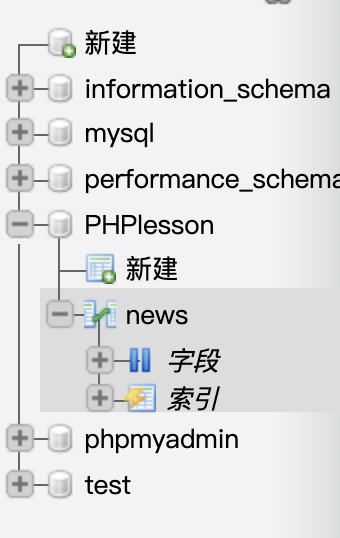 新建
information_schema
mysql
performance_schema
PHPlesson
新建
news
字段
索引
phpmyadmin
test